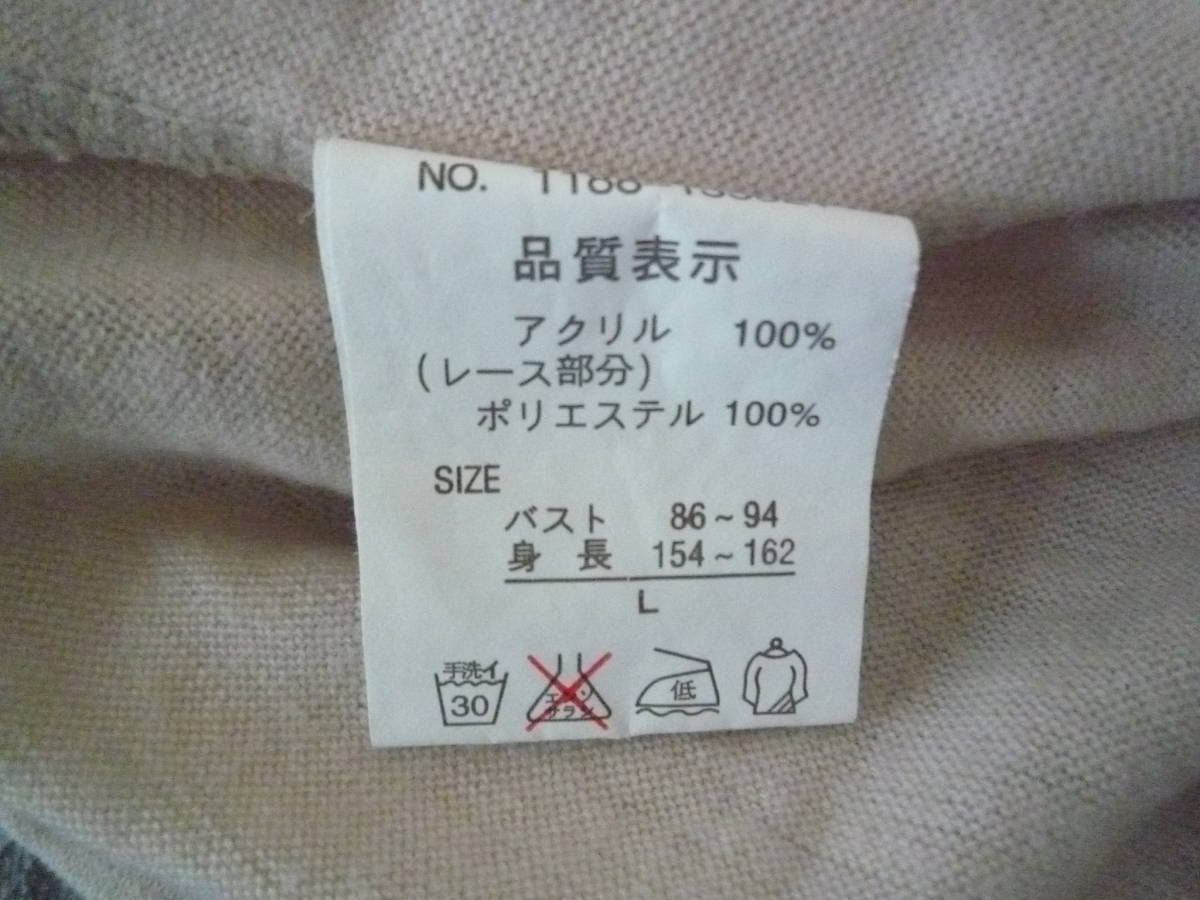 NO.
品質表示
アクリル 100%
(レース部分)
ポリエステル 100%
SIZE
バスト 86~94
身長 154~162
L
手洗イ
30
低